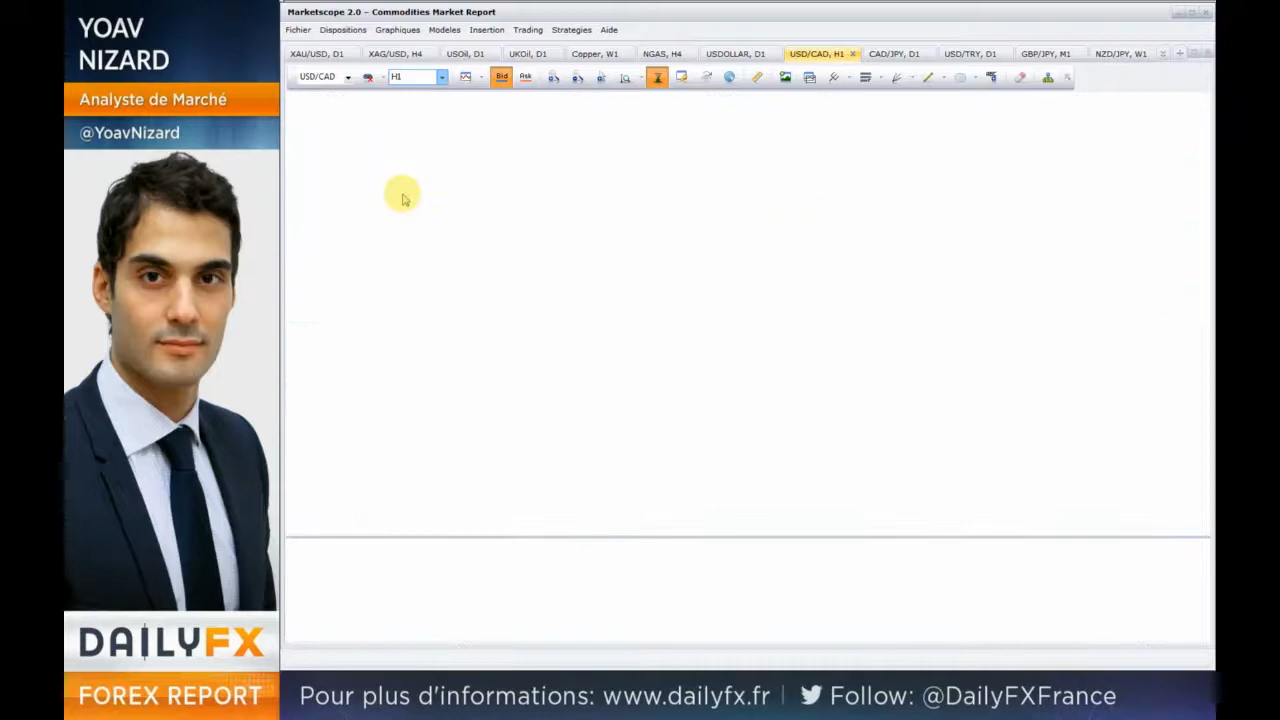 YOAV
NIZARD
Analyste de Marché
@YoavNizard
DAILYFX
FOREX REPORT
Marketscope 2.0 – Commodities Market Report
Fichier Dispositions Graphiques Modeles Insertion Trading Strategies Aide
XAU/USD, D1 XAG/USD, H4 USOil, D1 UKOil, D1 Copper, W1 NGAS, H4 USDOLLAR, D1 USD/CAD, H1 CAD/JPY, D1 USD/TRY, D1 GBP/JPY, M1 NZD/JPY, W1
USD/CAD H1 Bid Ask
Pour plus d'informations: www.dailyfx.fr | Follow: @DailyFXFrance